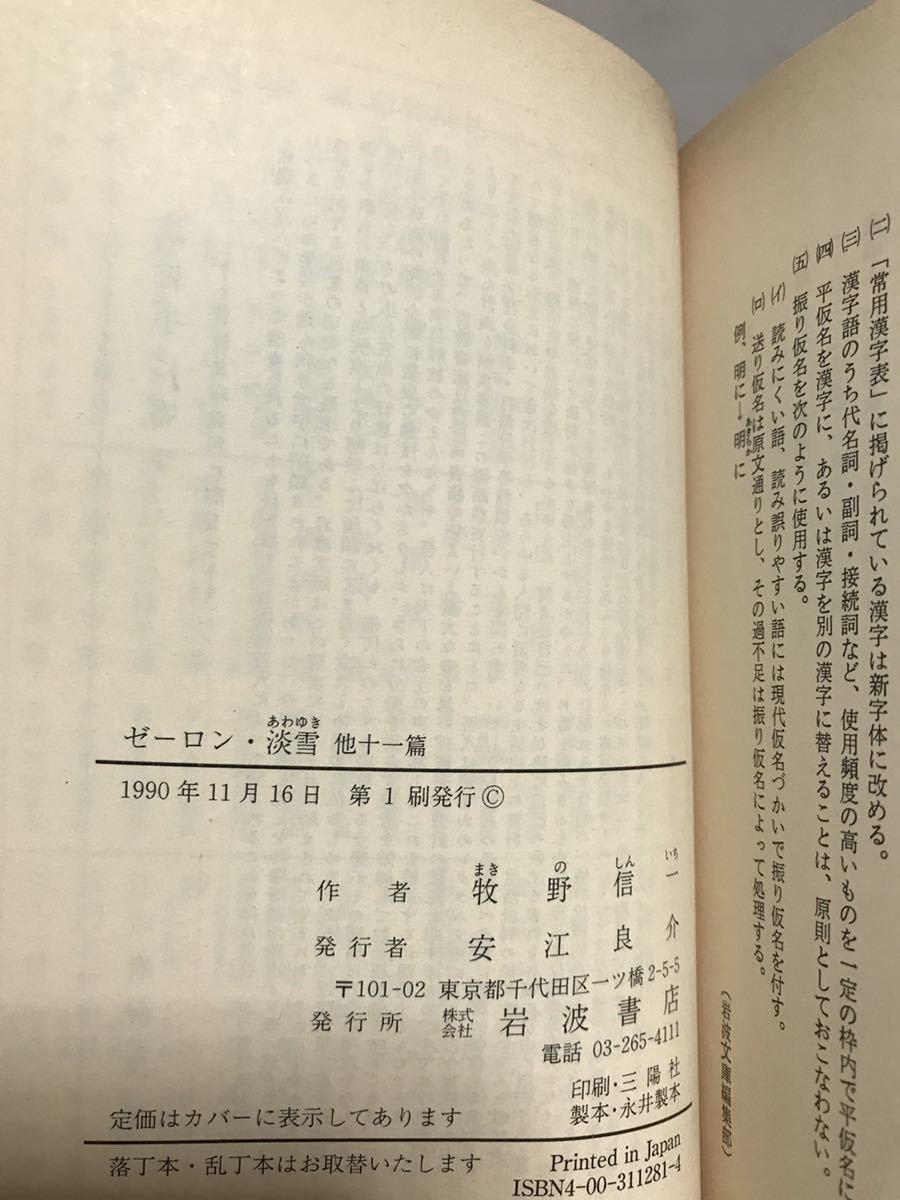 ㈡ 「常用漢字表」に掲げられている漢字は新字体に改める。
㈢ 漢字語のうち代名詞・副詞・接続詞など、使用頻度の高いものを一定の枠内で平仮名に
㈣ 平仮名を漢字に、あるいは漢字を別の漢字に替えることは、原則としておこなわない。
㈤ 振り仮名を次のように使用する。
(イ) 読みにくい語、読み誤りやすい語には現代仮名づかいで振り仮名を付す。
(ロ) 送り仮名は原文通りとし、その過不足は振り仮名によって処理する。
例、明に→明に
あきらか
(岩波文庫編集部)
あわゆき
ゼーロン・淡雪 他十一篇
1990年11月16日 第1刷発行©
まき の しん いち
作者 牧野信一
発行者 安江良介
〒101-02 東京都千代田区一ツ橋2-5-5
発行所 株式会社 岩波書店
電話 03-265-4111
印刷・三陽社
製本・永井製本
定価はカバーに表示してあります
落丁本・乱丁本はお取替いたします
Printed in Japan
ISBN4-00-311281-4